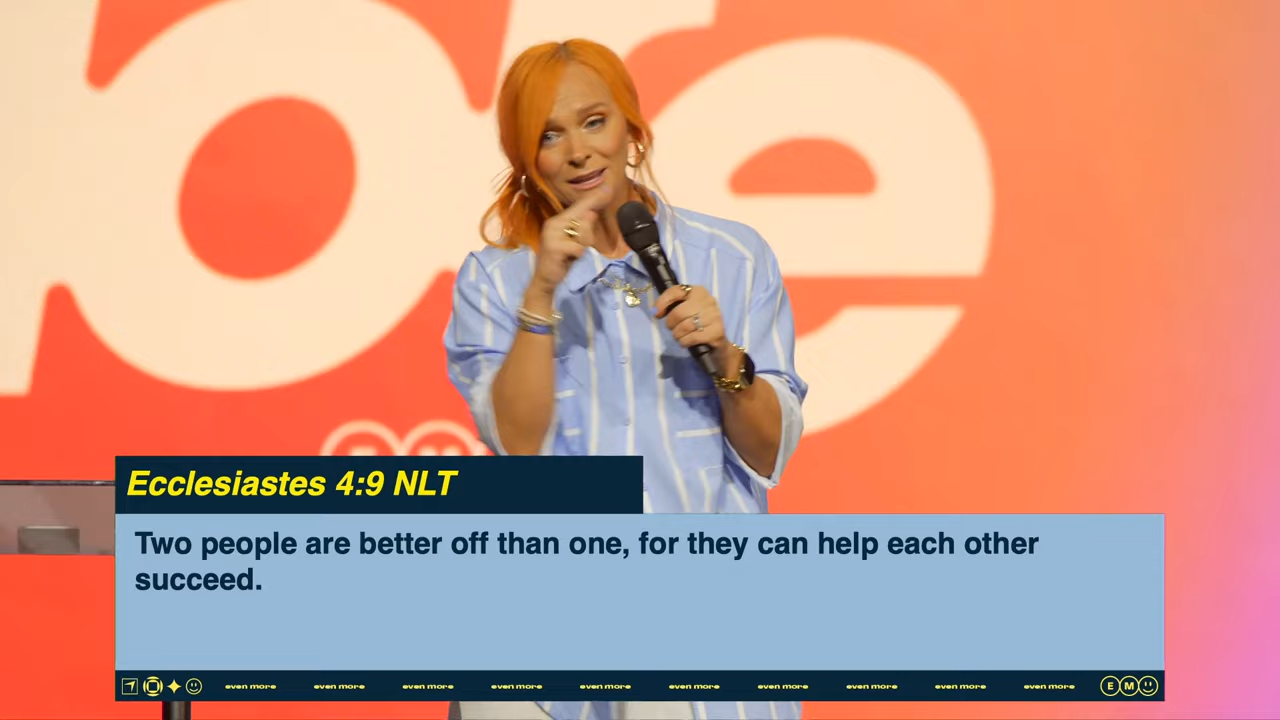 ore
Ecclesiastes 4:9 NLT
Two people are better off than one, for they can help each other
succeed.
even more even more even more even more even more even more even more even more even more even more
E M